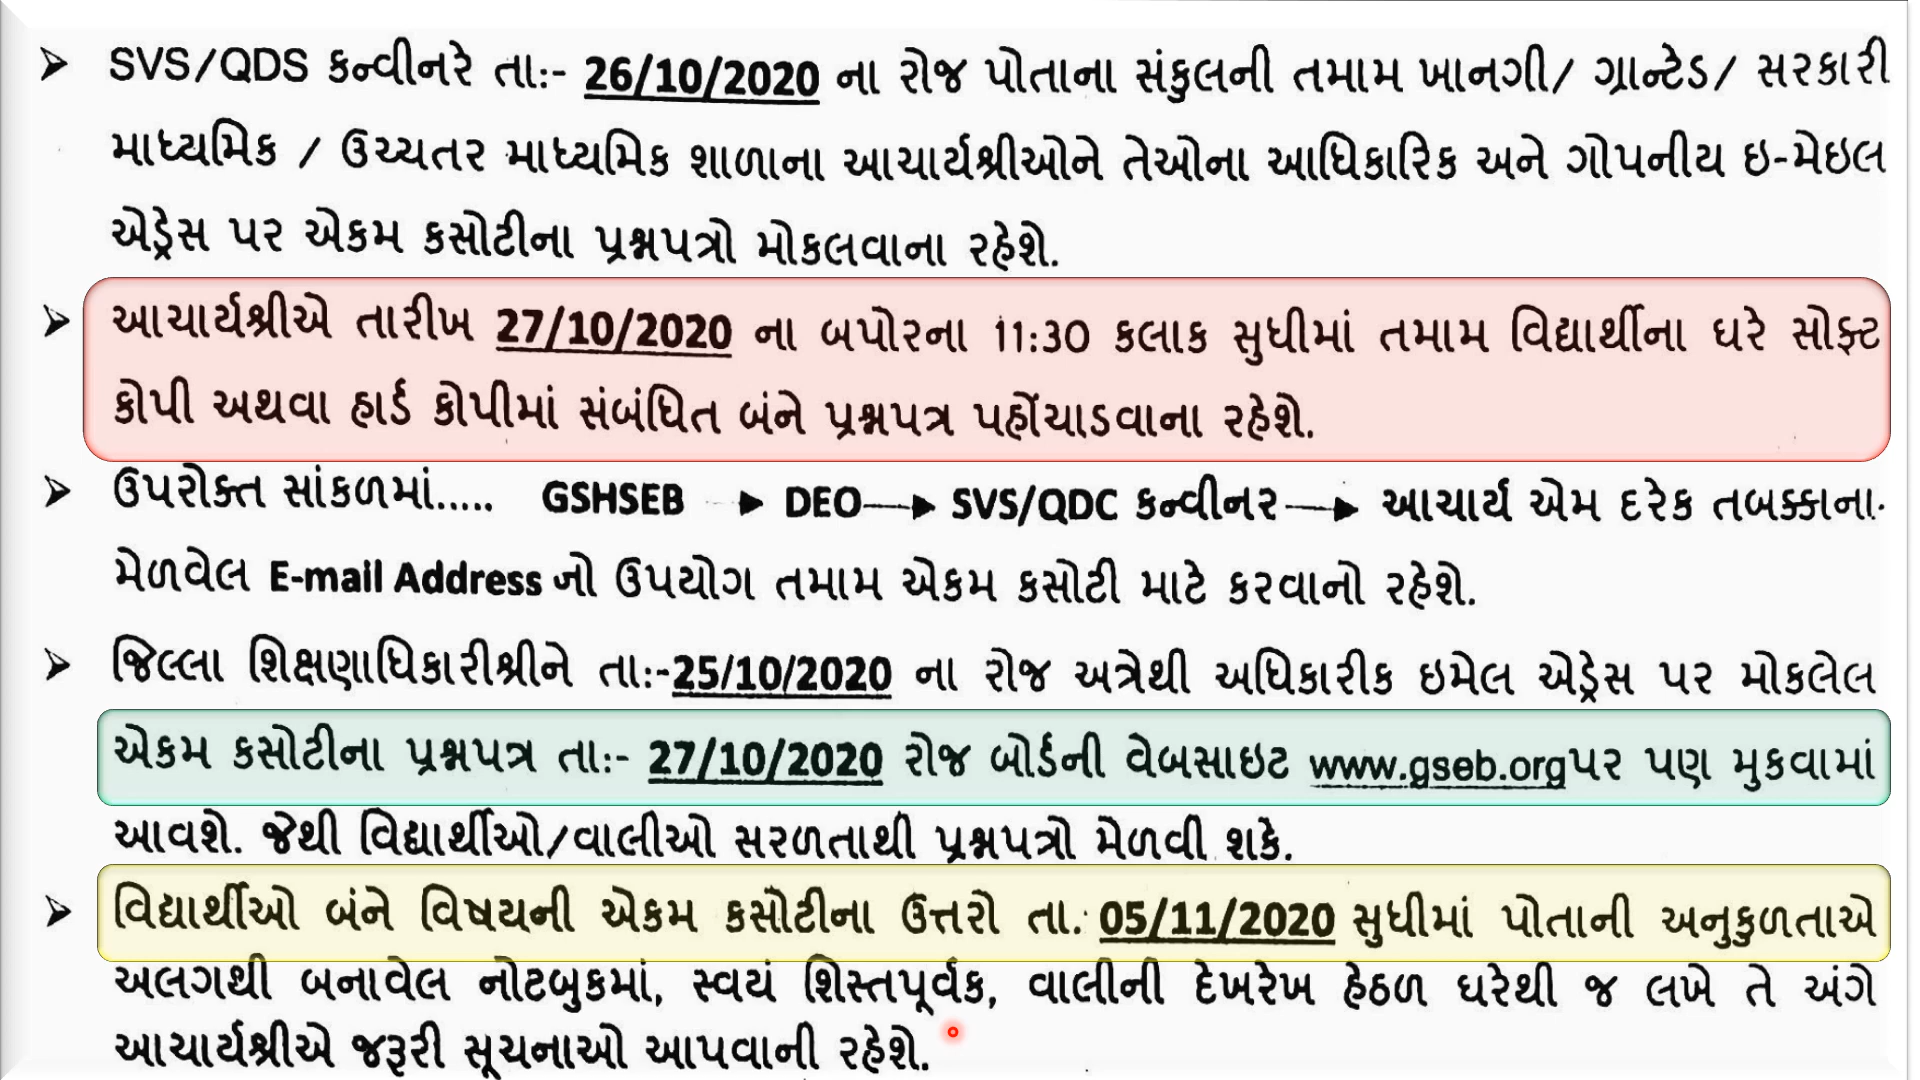 ➢ SVS/QDS કન્વીનરે તા:- 26/10/2020 ના રોજ પોતાના સંકુલની તમામ ખાનગી/ ગ્રાન્ટેડ/ સરકારી
માધ્યમિક / ઉચ્ચતર માધ્યમિક શાળાના આચાર્યશ્રીઓને તેઓના આધિકારિક અને ગોપનીય ઇ-મેઇલ
એડ્રેસ પર એકમ કસોટીના પ્રશ્નપત્રો મોકલવાના રહેશે.
➢ આચાર્યશ્રીએ તારીખ 27/10/2020 ના બપોરના 11:30 કલાક સુધીમાં તમામ વિદ્યાર્થીના ઘરે સોફ્ટ
કોપી અથવા હાર્ડ કોપીમાં સંબંધિત બંને પ્રશ્નપત્ર પહોંચાડવાના રહેશે.
➢ ઉપરોક્ત સાંકળમાં..... GSHSEB → DEO → SVS/QDC કન્વીનર → આચાર્ય એમ દરેક તબક્કાના
મેળવેલ E-mail Address નો ઉપયોગ તમામ એકમ કસોટી માટે કરવાનો રહેશે.
➢ જિલ્લા શિક્ષણાધિકારીશ્રીને તા:-25/10/2020 ના રોજ અત્રેથી અધિકારીક ઇમેલ એડ્રેસ પર મોકલેલ
એકમ કસોટીના પ્રશ્નપત્ર તા:- 27/10/2020 રોજ બોર્ડની વેબસાઇટ www.gseb.orgપર પણ મુકવામાં
આવશે. જેથી વિદ્યાર્થીઓ/વાલીઓ સરળતાથી પ્રશ્નપત્રો મેળવી શકે.
➢ વિદ્યાર્થીઓ બંને વિષયની એકમ કસોટીના ઉત્તરો તા. 05/11/2020 સુધીમાં પોતાની અનુકુળતાએ
અલગથી બનાવેલ નોટબુકમાં, સ્વયં શિસ્તપૂર્વક, વાલીની દેખરેખ હેઠળ ઘરેથી જ લખે તે અંગે
આચાર્યશ્રીએ જરૂરી સૂચનાઓ આપવાની રહેશે.